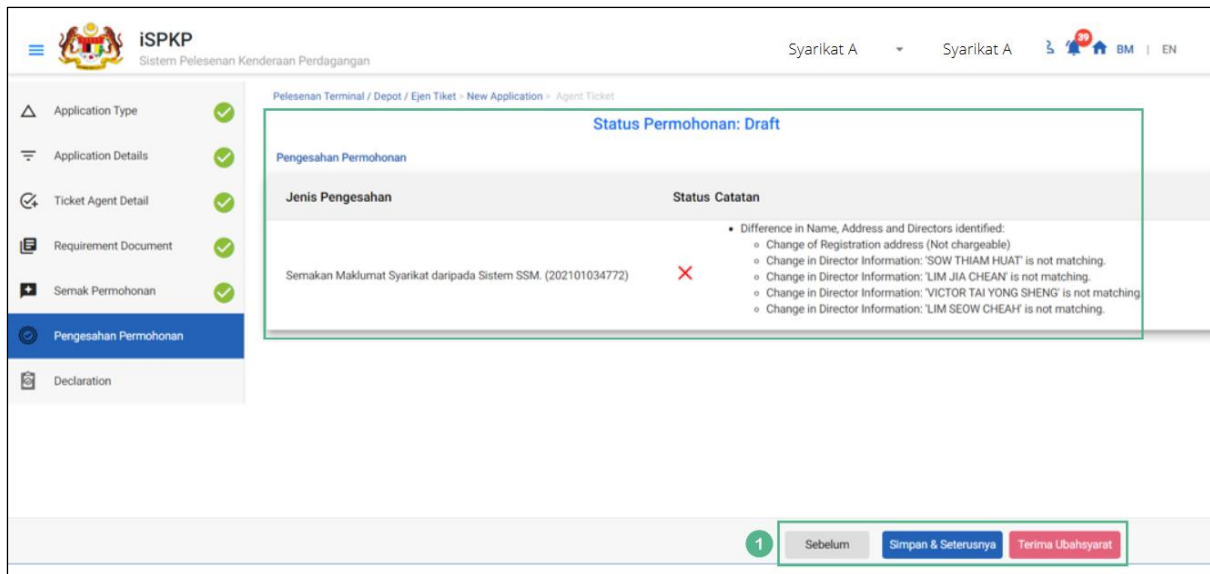 iSPKP
Sistem Pelesenan Kenderaan Perdagangan
Syarikat A
Syarikat A
39
BM | EN
Application Type
Application Details
Ticket Agent Detail
Requirement Document
Semak Permohonan
Pengesahan Permohonan
Declaration
Pelesenan Terminal / Depot / Ejen Tiket > New Application > Agent Ticket
Status Permohonan: Draft
Pengesahan Permohonan
Jenis Pengesahan Status Catatan
Semakan Maklumat Syarikat daripada Sistem SSM. (202101034772)
Difference in Name, Address and Directors identified:
Change of Registration address (Not chargeable)
Change in Director Information: 'SOW THIAM HUAT' is not matching.
Change in Director Information: 'LIM JIA CHEAN' is not matching.
Change in Director Information: 'VICTOR TAI YONG SHENG' is not matching.
Change in Director Information: 'LIM SEOW CHEAH' is not matching.
1
Sebelum
Simpan & Seterusnya
Terima Ubahsyarat